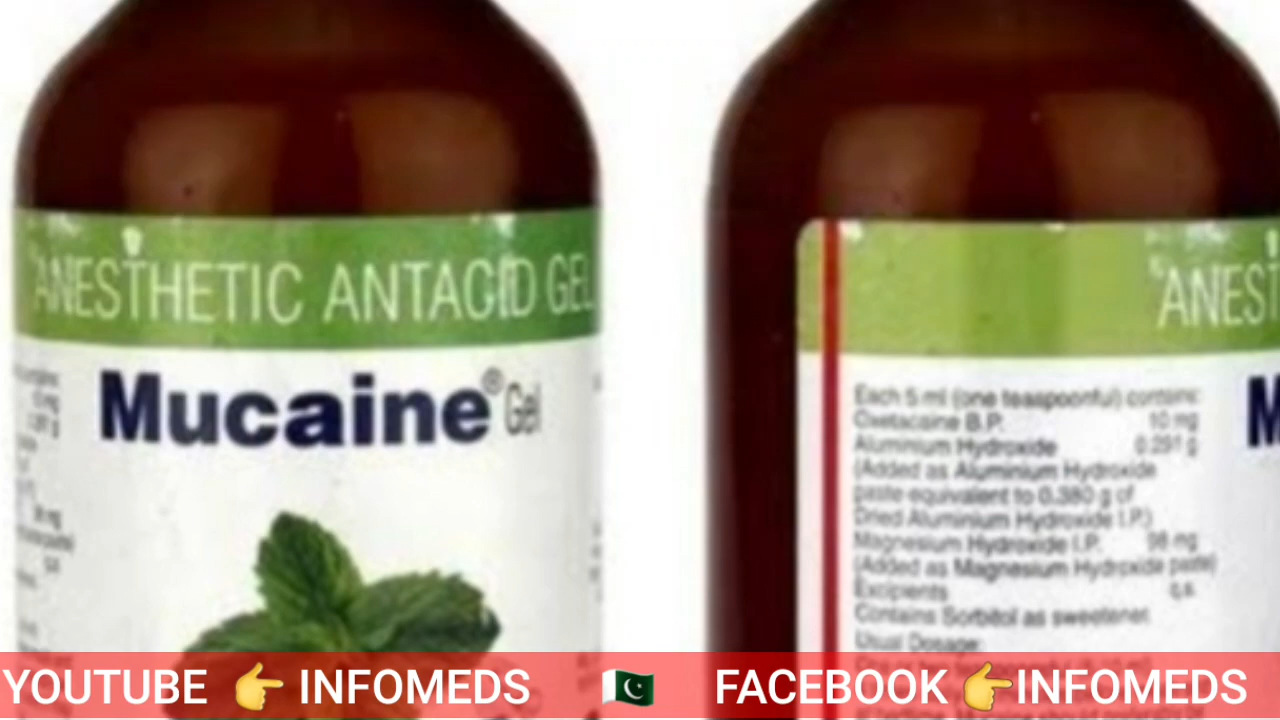 ANESTHETIC ANTACID GEL
Mucaine® Gel
"ANEST
M
Each 5 ml (one teaspoonful) contains:
Oxetacaine B.P. 10 mg
Aluminium Hydroxide 0.291 g
(Added as Aluminium Hydroxide
paste equivalent to 0.380 g of
Dried Aluminium Hydroxide I.P.)
Magnesium Hydroxide I.P. 98 mg
(Added as Magnesium Hydroxide paste)
Excipients q.s.
Contains Sorbitol as sweetener.
Usual Dosage:
YOUTUBE 👉 INFOMEDS 🇵🇰 FACEBOOK 👉INFOMEDS